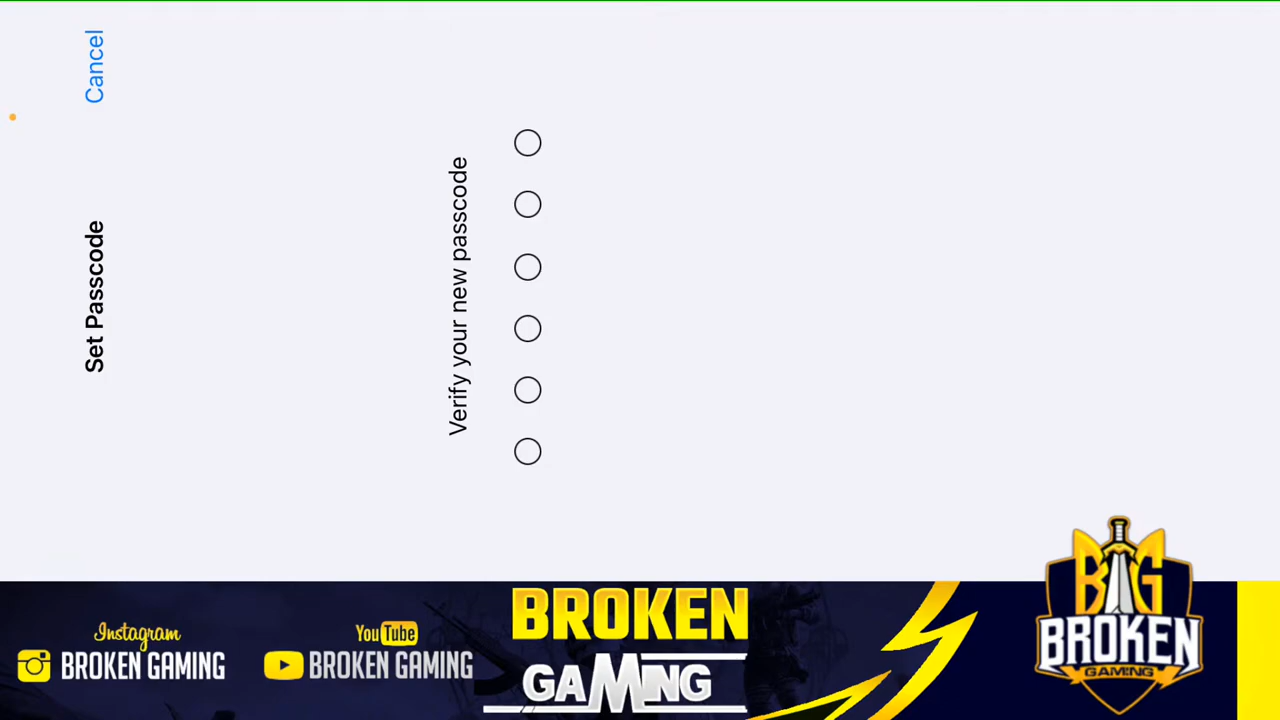 Cancel
Set Passcode
Verify your new passcode
Instagram
BROKEN GAMING
YouTube
BROKEN GAMING
BROKEN
GAMING
BG
BROKEN
GAMING